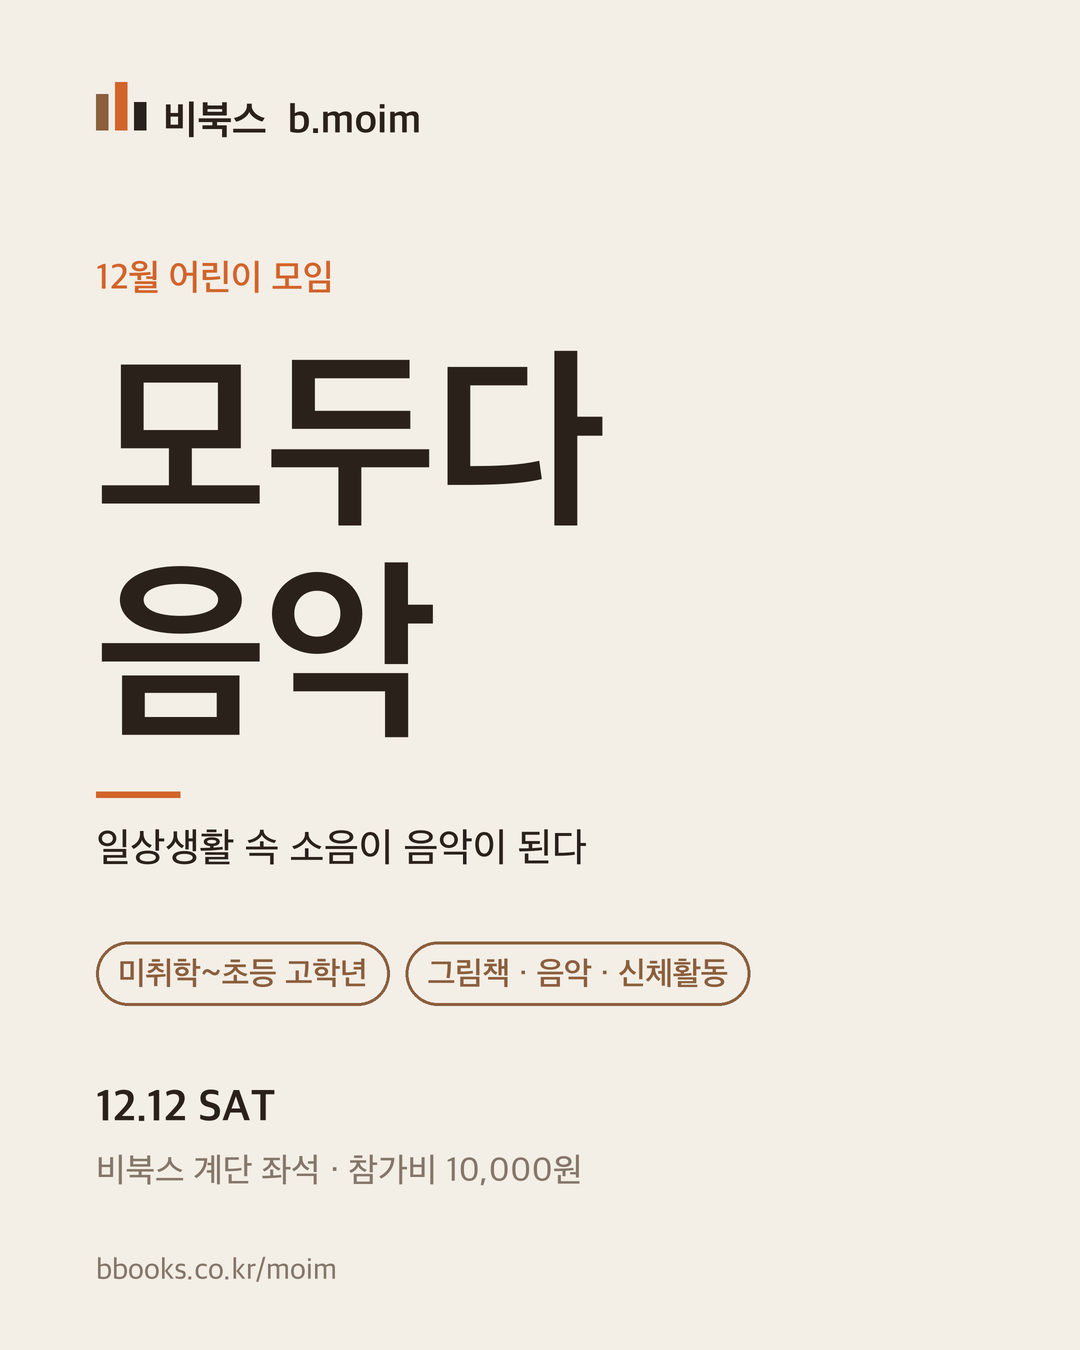 비북스 b.moim
12월 어린이 모임
모두다
음악
일상생활 속 소음이 음악이 된다
미취학~초등 고학년 그림책 · 음악 · 신체활동
12.12 SAT
비북스 계단 좌석 · 참가비 10,000원
bbooks.co.kr/moim